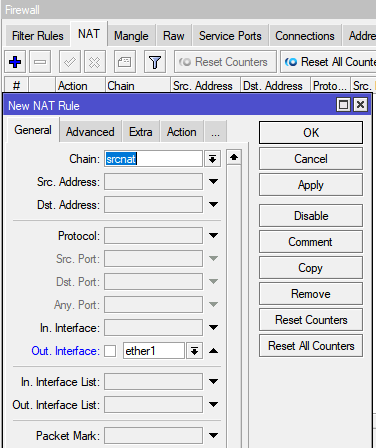 Firewall
Filter Rules NAT Mangle Raw Service Ports Connections Addre
Reset Counters Reset All Coun
# Action Chain Src. Address Dst. Address Proto... Src.
New NAT Rule
General Advanced Extra Action ...
Chain: srcnat
Src. Address:
Dst. Address:
Protocol:
Src. Port:
Dst. Port:
Any. Port:
In. Interface:
Out. Interface: ether1
In. Interface List:
Out. Interface List:
Packet Mark:
OK
Cancel
Apply
Disable
Comment
Copy
Remove
Reset Counters
Reset All Counters